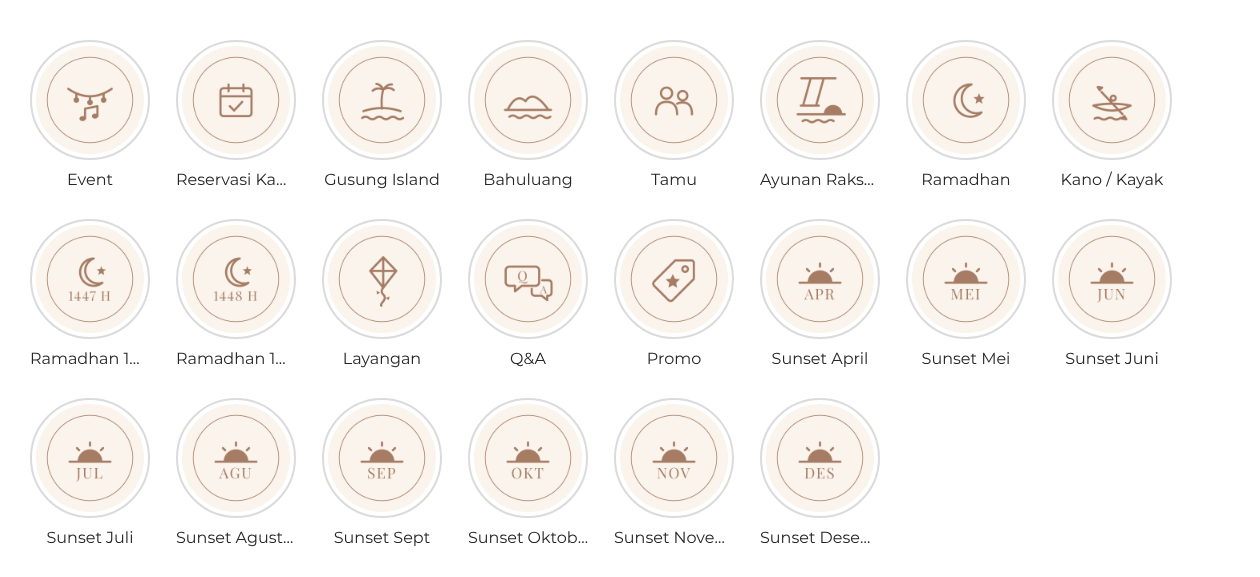 Event
Reservasi Ka...
Gusung Island
Bahuluang
Tamu
Ayunan Raks...
Ramadhan
Kano / Kayak
1447 H
1448 H
Q
A
APR
MEI
JUN
Ramadhan 1...
Ramadhan 1...
Layangan
Q&A
Promo
Sunset April
Sunset Mei
Sunset Juni
JUL
AGU
SEP
OKT
NOV
DES
Sunset Juli
Sunset Agust...
Sunset Sept
Sunset Oktob...
Sunset Nove...
Sunset Dese...